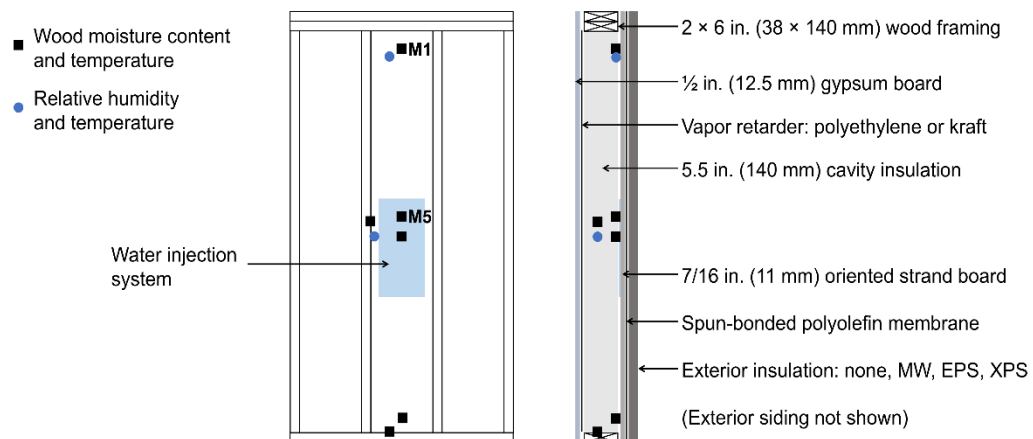 Wood moisture content
and temperature
Relative humidity
and temperature
M1
M5
Water injection
system
2 × 6 in. (38 × 140 mm) wood framing
½ in. (12.5 mm) gypsum board
Vapor retarder: polyethylene or kraft
5.5 in. (140 mm) cavity insulation
7/16 in. (11 mm) oriented strand board
Spun-bonded polyolefin membrane
Exterior insulation: none, MW, EPS, XPS
(Exterior siding not shown)